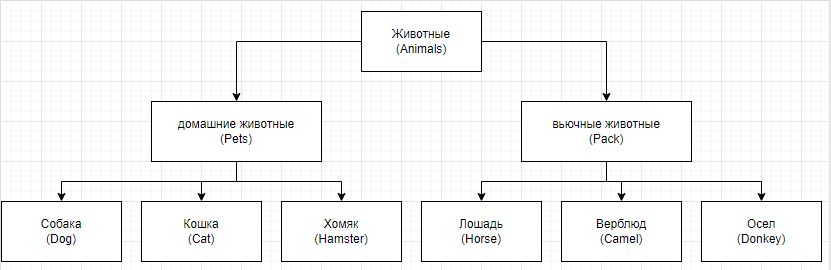 Животные
(Animals)
домашние животные
(Pets)
вьючные животные
(Pack)
Собака
(Dog)
Кошка
(Cat)
Хомяк
(Hamster)
Лошадь
(Horse)
Верблюд
(Camel)
Осел
(Donkey)